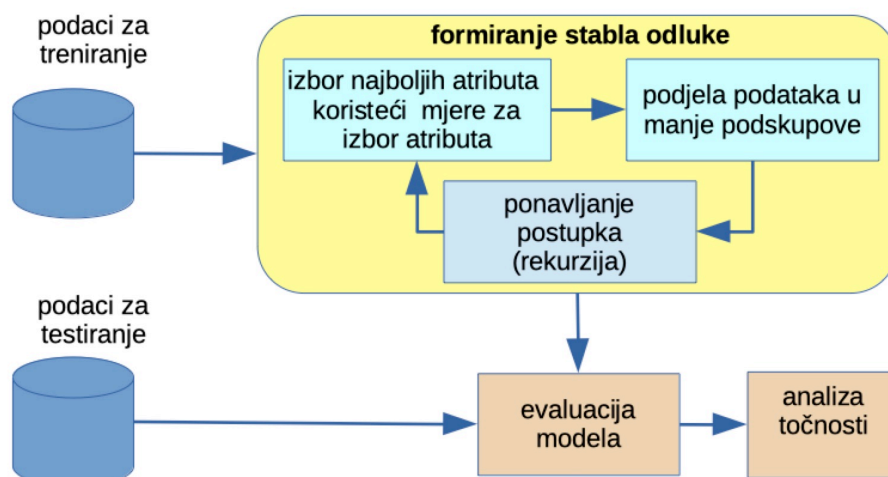 podaci za
treniranje
formiranje stabla odluke
izbor najboljih atributa
koristeći mjere za
izbor atributa
podjela podataka u
manje podskupove
ponavljanje
postupka
(rekurzija)
podaci za
testiranje
evaluacija
modela
analiza
točnosti